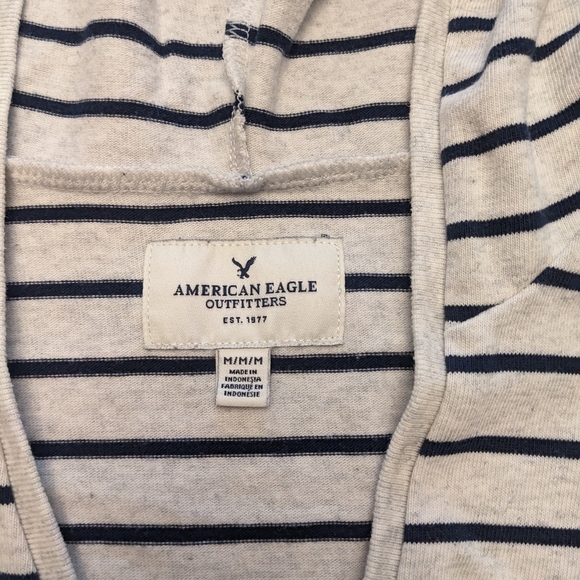 AMERICAN EAGLE
OUTFITTERS
EST. 1977
M/M/M
MADE IN
INDONESIA
FABRIQUÉ EN
INDONÉSIE